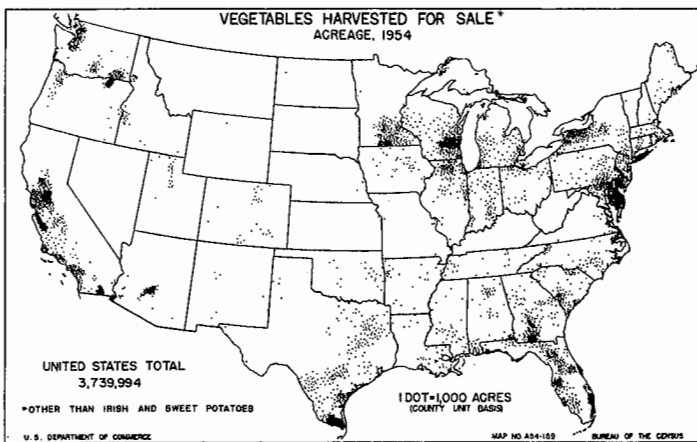 VEGETABLES HARVESTED FOR SALE*
ACREAGE, 1954
UNITED STATES TOTAL
3,739,994
*OTHER THAN IRISH AND SWEET POTATOES
1 DOT=1,000 ACRES
(COUNTY UNIT BASIS)
U.S. DEPARTMENT OF COMMERCE
MAP NO. A54-169
BUREAU OF THE CENSUS